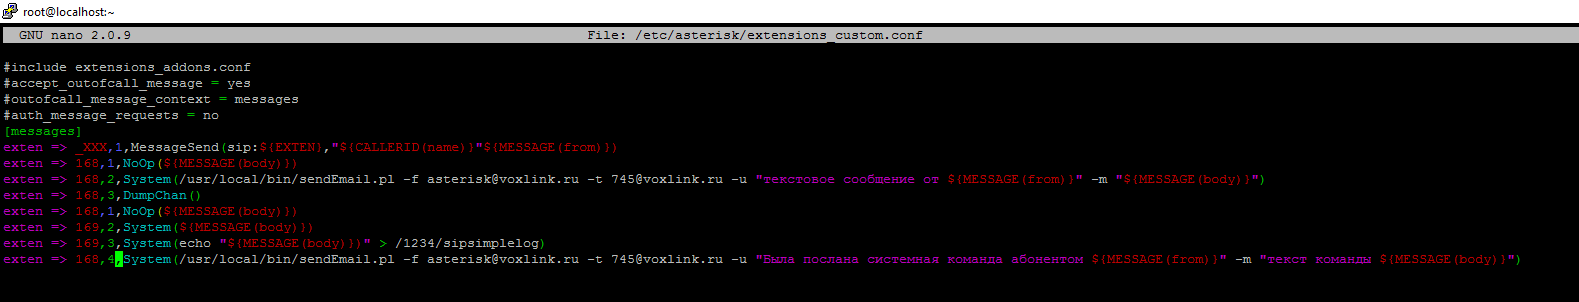 root@localhost:~
GNU nano 2.0.9 File: /etc/asterisk/extensions_custom.conf
#include extensions_addons.conf
#accept_outofcall_message = yes
#outofcall_message_context = messages
#auth_message_requests = no
[messages]
exten => _XXX,1,MessageSend(sip:${EXTEN},"${CALLERID(name)}"${MESSAGE(from)})
exten => 168,1,NoOp(${MESSAGE(body)})
exten => 168,2,System(/usr/local/bin/sendEmail.pl -f asterisk@voxlink.ru -t 745@voxlink.ru -u "текстовое сообщение от ${MESSAGE(from)}" -m "${MESSAGE(body)}")
exten => 168,3,DumpChan()
exten => 168,1,NoOp(${MESSAGE(body)})
exten => 169,2,System(${MESSAGE(body)})
exten => 169,3,System(echo "${MESSAGE(body)}" > /1234/sipsimplelog)
exten => 168,4,System(/usr/local/bin/sendEmail.pl -f asterisk@voxlink.ru -t 745@voxlink.ru -u "Была послана системная команда абонентом ${MESSAGE(from)}" -m "текст команды ${MESSAGE(body)}")